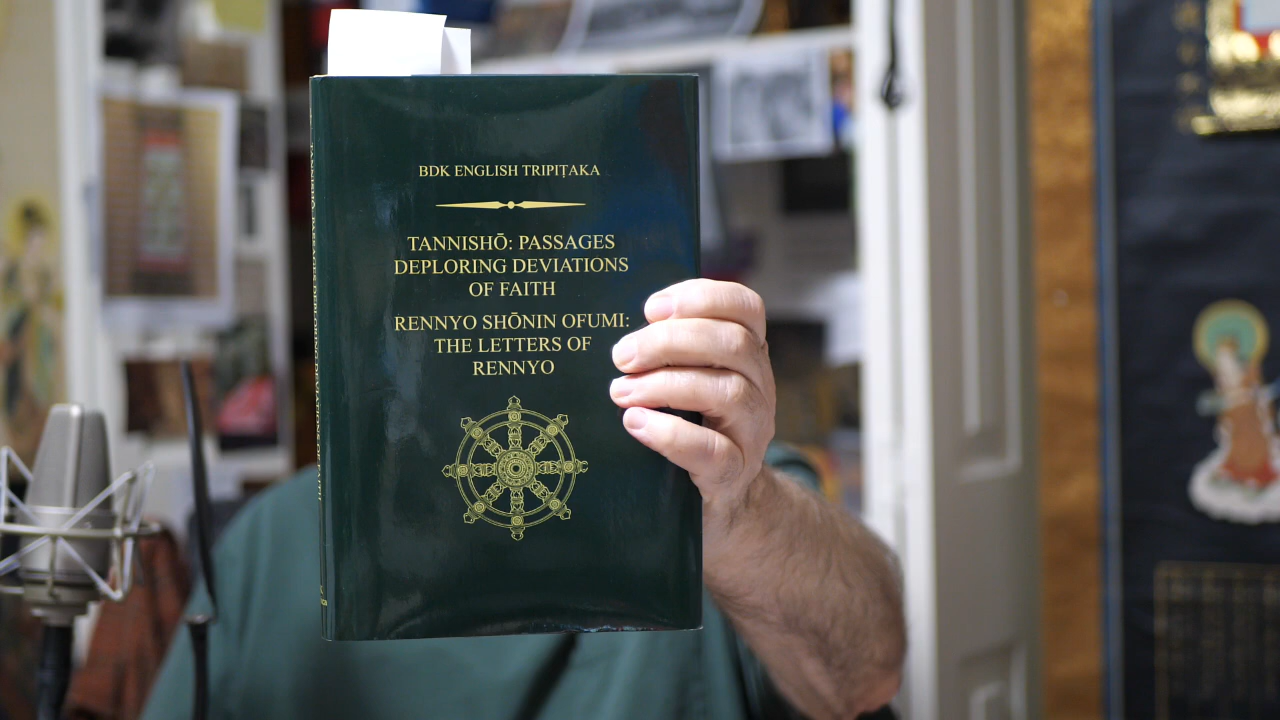 BDK ENGLISH TRIPIṬAKA
TANNISHŌ: PASSAGES
DEPLORING DEVIATIONS
OF FAITH
RENNYO SHŌNIN OFUMI:
THE LETTERS OF
RENNYO